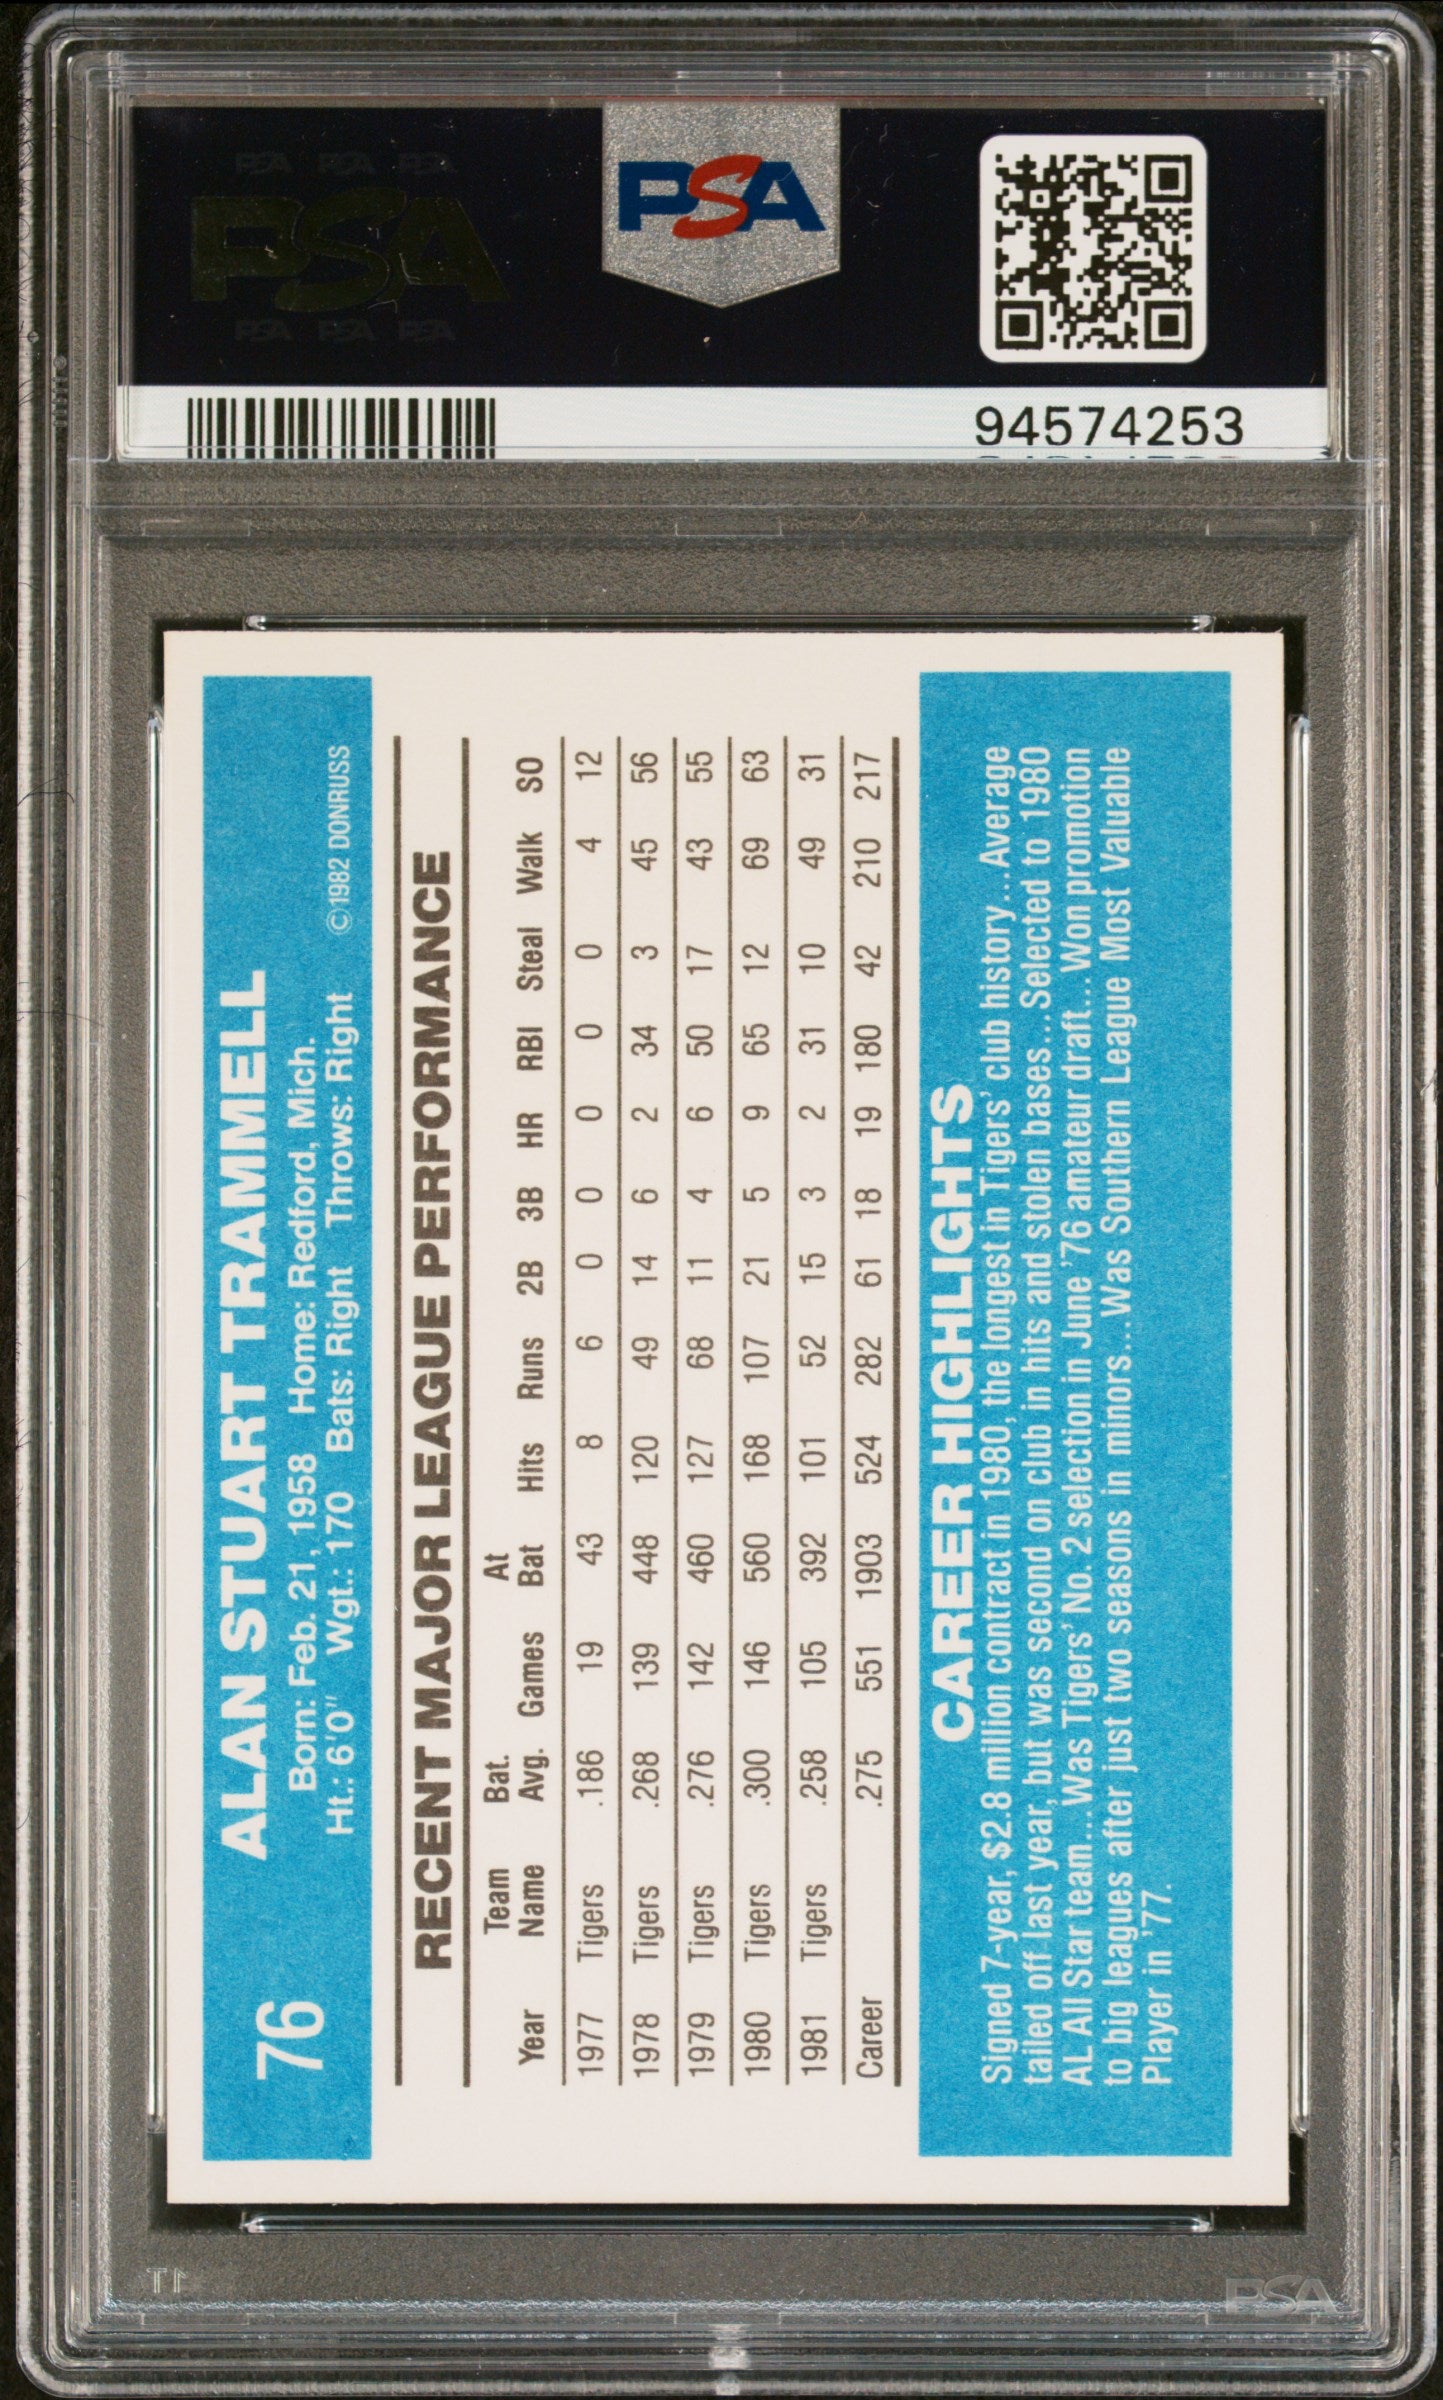 PSA PSA PSA
PSA
PSA PSA PSA
PSA
94574253
76 ALAN STUART TRAMMELL
Born: Feb. 21, 1958 Home: Redford, Mich.
Ht.: 6'0" Wgt.: 170 Bats: Right Throws: Right ©1982 DONRUSS
RECENT MAJOR LEAGUE PERFORMANCE
Team Bat. At
Year Name Avg. Games Bat Hits Runs 2B 3B HR RBI Steal Walk SO
1977 Tigers .186 19 43 8 6 0 0 0 0 0 4 12
1978 Tigers .268 139 448 120 49 14 6 2 34 3 45 56
1979 Tigers .276 142 460 127 68 11 4 6 50 17 43 55
1980 Tigers .300 146 560 168 107 21 5 9 65 12 69 63
1981 Tigers .258 105 392 101 52 15 3 2 31 10 49 31
Career .275 551 1903 524 282 61 18 19 180 42 210 217
CAREER HIGHLIGHTS
Signed 7-year, $2.8 million contract in 1980, the longest in Tigers' club history...Average
tailed off last year, but was second on club in hits and stolen bases...Selected to 1980
AL All Star team...Was Tigers' No. 2 selection in June '76 amateur draft...Won promotion
to big leagues after just two seasons in minors...Was Southern League Most Valuable
Player in '77.
PSA